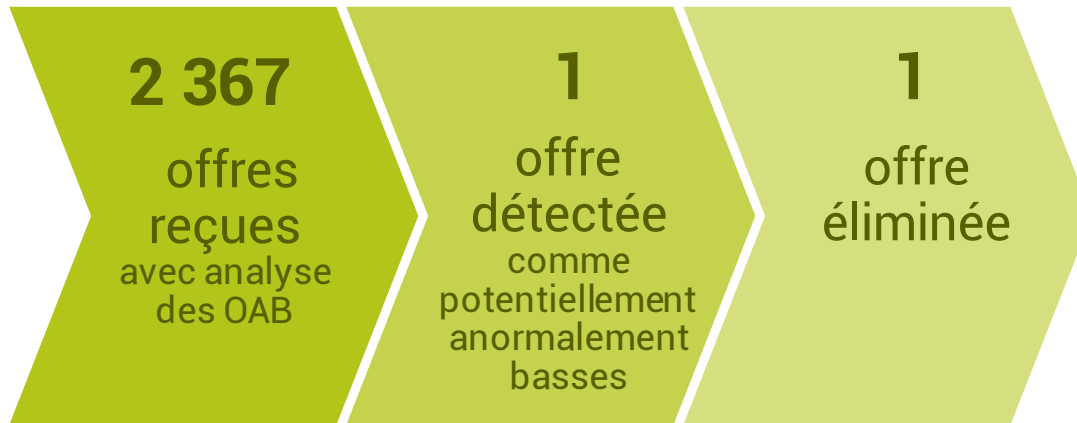 2 367
offres
reçues
avec analyse
des OAB
1
offre
détectée
comme
potentiellement
anormalement
basses
1
offre
éliminée